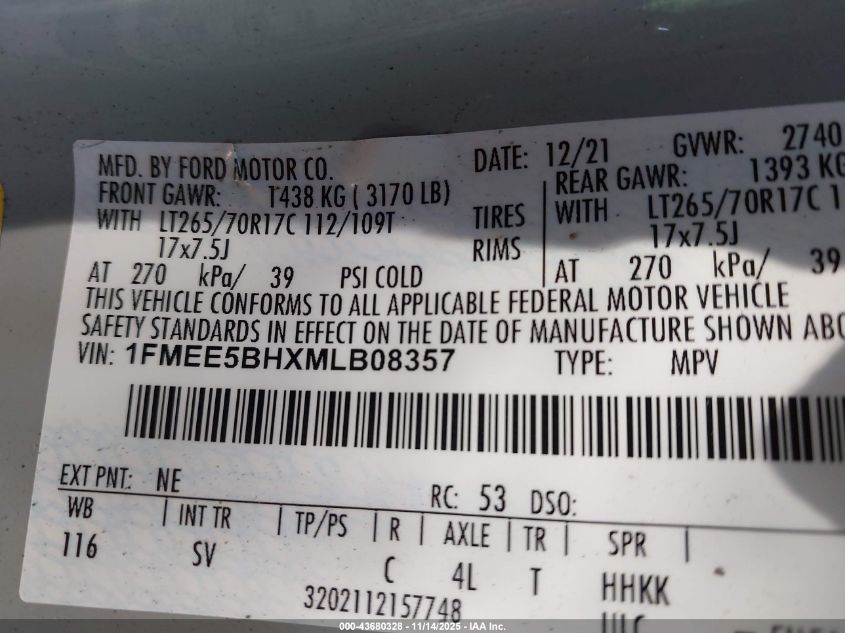 MFD. BY FORD MOTOR CO. DATE: 12/21 GVWR: 2740
FRONT GAWR: 1438 KG ( 3170 LB) REAR GAWR: 1393 KG
WITH LT265/70R17C 112/109T TIRES WITH LT265/70R17C 1
17x7.5J RIMS 17x7.5J
AT 270 kPa/ 39 PSI COLD AT 270 kPa/ 39
THIS VEHICLE CONFORMS TO ALL APPLICABLE FEDERAL MOTOR VEHICLE
SAFETY STANDARDS IN EFFECT ON THE DATE OF MANUFACTURE SHOWN ABO
VIN: 1FMEE5BHXMLB08357 TYPE: MPV
EXT PNT: NE RC: 53 DSO:
WB | INT TR | TP/PS | R | AXLE | TR | SPR |
116 SV C 4L T HHKK
3202112157748
000-43680328 - 11/14/2025 - IAA Inc.